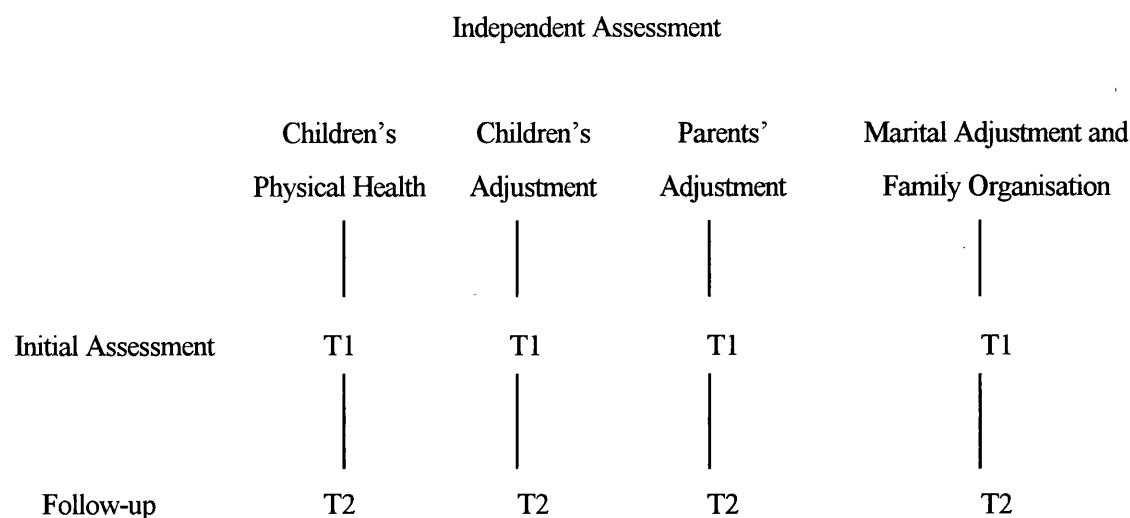 Independent Assessment
Children's Children's Parents' Marital Adjustment and
Physical Health Adjustment Adjustment Family Organisation
Initial Assessment T1 T1 T1 T1
Follow-up T2 T2 T2 T2